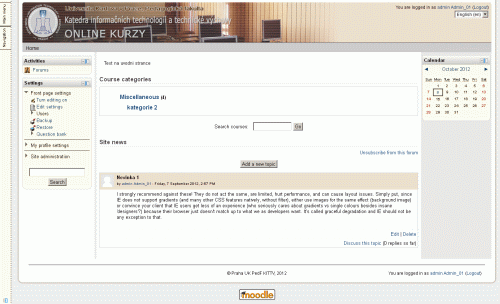 Katedra informačních technologií a technické výchovy
ONLINE KURZY
You are logged in as admin Admin_01 (Logout)
English (en)
Home
Navigation
Activities
Forums
Settings
Front page settings
Turn editing on
Edit settings
Users
Backup
Restore
Question bank
My profile settings
Site administration
Search
Text na uvodni strance
Course categories
Miscellaneous (4)
kategorie 2
Search courses:
Go
Site news
Unsubscribe from this forum
Add a new topic
Novinka 1
by admin Admin_01 - Friday, 7 September 2012, 2:57 PM
I strongly recommend against these! They do not act the same, are limited, hurt performance, and can cause layout issues. Simply put, since
IE does not support gradients (and many other CSS features natively, without filter), either use images for the same effect (background image)
or convince your client that IE users get less of an experience (who seriously cares about gradients vs single colours besides insane
'designers'?) because their browser just doesn't match up to what we as developers want. It's called graceful degradation and IE should not be
any exception to that.
Edit | Delete
Discuss this topic (0 replies so far)
Calendar
October 2012
Sun Mon Tue Wed Thu Fri Sat
1 2 3 4 5 6
7 8 9 10 11 12 13
14 15 16 17 18 19 20
21 22 23 24 25 26 27
28 29 30 31
© Praha UK PedF KITTV, 2012
You are logged in as admin Admin_01 (Logout)
moodle